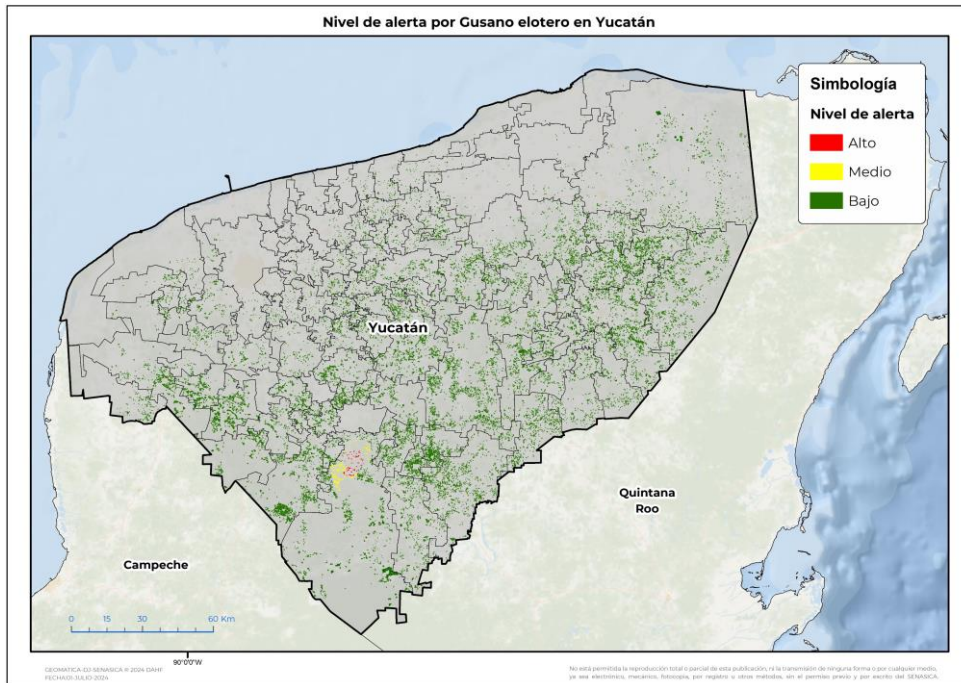 Nivel de alerta por Gusano elotero en Yucatán
Simbología
Nivel de alerta
Alto
Medio
Bajo
Yucatán
Quintana
Roo
Campeche
0 15 30 60 Km
90°0'0"W
GEOMATICA-DJ-SENASICA ® 2024 DAHF
FECHA©: JULIO 2024
No está permitida la reproducción total o parcial de esta publicación, ni la transmisión de ninguna forma o por cualquier medio,
ya sea electrónico, mecánico, fotocopia, por registro u otros métodos, sin el permiso previo y por escrito del SENASICA.